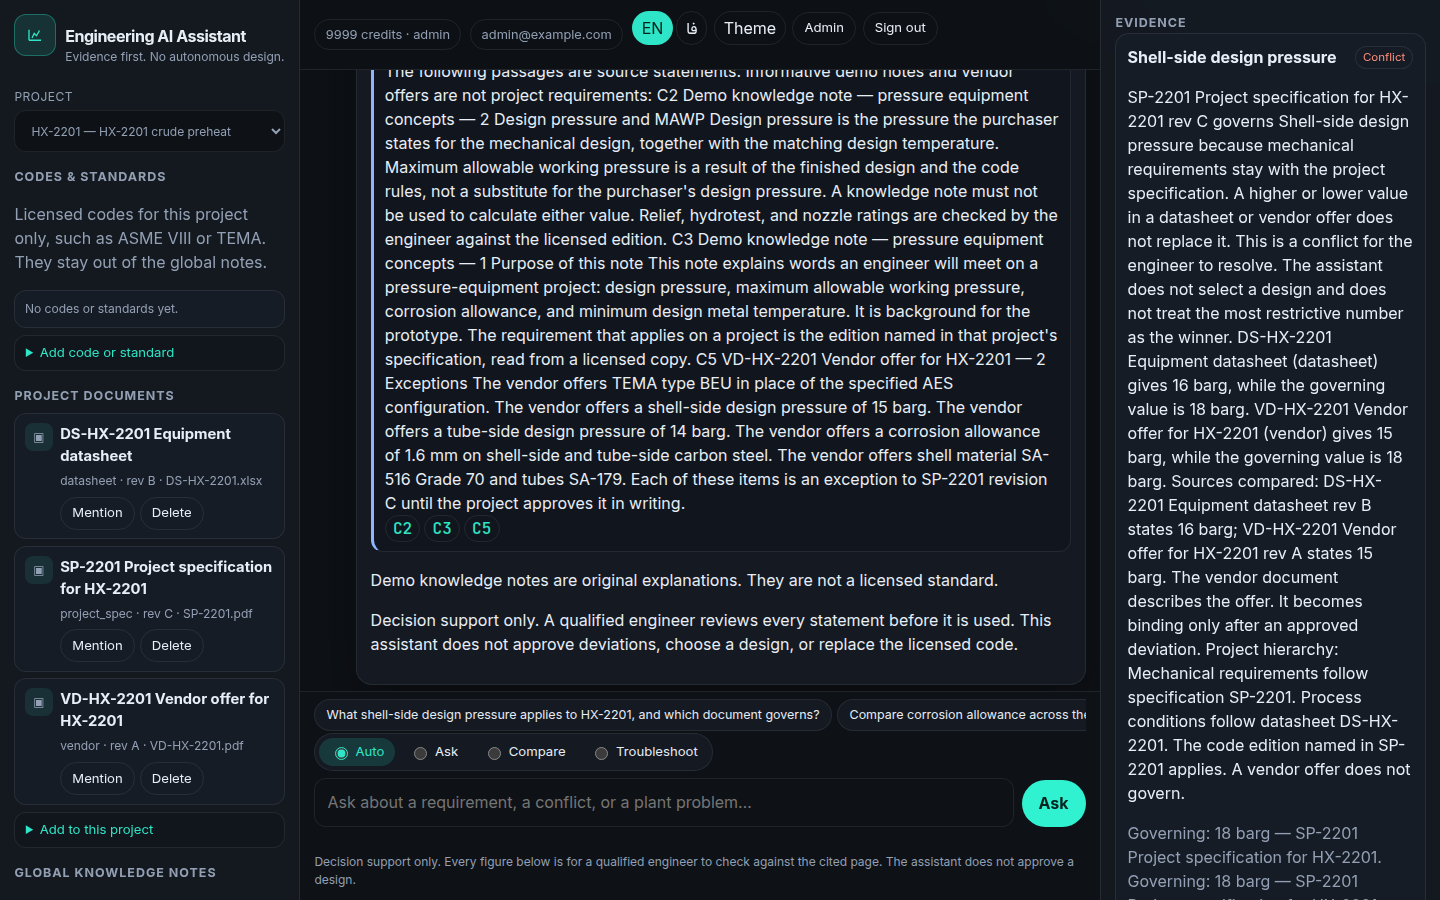 Engineering AI Assistant
Evidence first. No autonomous design.
PROJECT
HX-2201 — HX-2201 crude preheat
CODES & STANDARDS
Licensed codes for this project
only, such as ASME VIII or TEMA.
They stay out of the global notes.
No codes or standards yet.
Add code or standard
PROJECT DOCUMENTS
DS-HX-2201 Equipment
datasheet
datasheet · rev B · DS-HX-2201.xlsx
Mention Delete
SP-2201 Project specification
for HX-2201
project_spec · rev C · SP-2201.pdf
Mention Delete
VD-HX-2201 Vendor offer for
HX-2201
vendor · rev A · VD-HX-2201.pdf
Mention Delete
Add to this project
GLOBAL KNOWLEDGE NOTES
9999 credits · admin admin@example.com EN فا Theme Admin Sign out
The following passages are source statements. Informative demo notes and vendor
offers are not project requirements: C2 Demo knowledge note — pressure equipment
concepts — 2 Design pressure and MAWP Design pressure is the pressure the purchaser
states for the mechanical design, together with the matching design temperature.
Maximum allowable working pressure is a result of the finished design and the code
rules, not a substitute for the purchaser's design pressure. A knowledge note must not
be used to calculate either value. Relief, hydrotest, and nozzle ratings are checked by the
engineer against the licensed edition. C3 Demo knowledge note — pressure equipment
concepts — 1 Purpose of this note This note explains words an engineer will meet on a
pressure-equipment project: design pressure, maximum allowable working pressure,
corrosion allowance, and minimum design metal temperature. It is background for the
prototype. The requirement that applies on a project is the edition named in that project's
specification, read from a licensed copy. C5 VD-HX-2201 Vendor offer for HX-2201 — 2
Exceptions The vendor offers TEMA type BEU in place of the specified AES
configuration. The vendor offers a shell-side design pressure of 15 barg. The vendor
offers a tube-side design pressure of 14 barg. The vendor offers a corrosion allowance
of 1.6 mm on shell-side and tube-side carbon steel. The vendor offers shell material SA-
516 Grade 70 and tubes SA-179. Each of these items is an exception to SP-2201 revision
C until the project approves it in writing.
C2 C3 C5
Demo knowledge notes are original explanations. They are not a licensed standard.
Decision support only. A qualified engineer reviews every statement before it is used. This
assistant does not approve deviations, choose a design, or replace the licensed code.
What shell-side design pressure applies to HX-2201, and which document governs? Compare corrosion allowance across the
Auto Ask Compare Troubleshoot
Ask about a requirement, a conflict, or a plant problem...
Ask
Decision support only. Every figure below is for a qualified engineer to check against the cited page. The assistant does not approve a
design.
EVIDENCE
Shell-side design pressure Conflict
SP-2201 Project specification for HX-
2201 rev C governs Shell-side design
pressure because mechanical
requirements stay with the project
specification. A higher or lower value
in a datasheet or vendor offer does
not replace it. This is a conflict for the
engineer to resolve. The assistant
does not select a design and does
not treat the most restrictive number
as the winner. DS-HX-2201
Equipment datasheet (datasheet)
gives 16 barg, while the governing
value is 18 barg. VD-HX-2201 Vendor
offer for HX-2201 (vendor) gives 15
barg, while the governing value is 18
barg. Sources compared: DS-HX-
2201 Equipment datasheet rev B
states 16 barg; VD-HX-2201 Vendor
offer for HX-2201 rev A states 15
barg. The vendor document
describes the offer. It becomes
binding only after an approved
deviation. Project hierarchy:
Mechanical requirements follow
specification SP-2201. Process
conditions follow datasheet DS-HX-
2201. The code edition named in SP-
2201 applies. A vendor offer does not
govern.
Governing: 18 barg — SP-2201
Project specification for HX-2201.
Governing: 18 barg — SP-2201